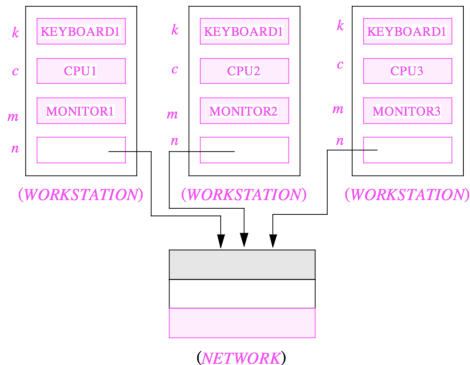 k KEYBOARD1 k KEYBOARD1 k KEYBOARD1
c CPU1 c CPU2 c CPU3
m MONITOR1 m MONITOR2 m MONITOR3
n n n
(WORKSTATION) (WORKSTATION) (WORKSTATION)
(NETWORK)